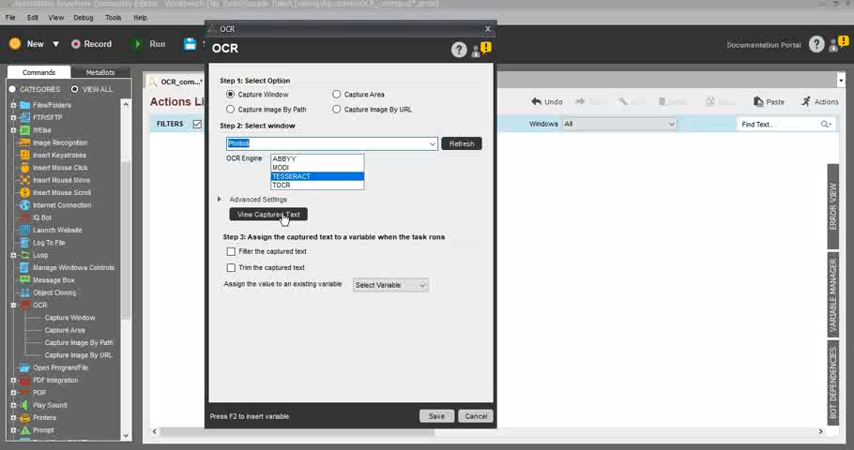 File Edit View Debug Tools Help
New Record Run
Documentation Portal
Commands MetaBots
CATEGORIES VIEW ALL
Files/Folders
FTP/SFTP
If/Else
Image Recognition
Insert Keystrokes
Insert Mouse Click
Insert Mouse Move
Insert Mouse Scroll
Internet Connection
IQ Bot
Launch Website
Log To File
Loop
Manage Windows Controls
Message Box
Object Cloning
OCR
Capture Window
Capture Area
Capture Image By Path
Capture Image By URL
Open Program/File
PDF Integration
PGP
Play Sound
Printers
Prompt
OCR_com...*
Actions Li
FILTERS
OCR
OCR
Step 1: Select Option
Capture Window Capture Area
Capture Image By Path Capture Image By URL
Step 2: Select window
Photos Refresh
OCR Engine ABBYY
MODI
TESSERACT
TOCR
Advanced Settings
View Captured Text
Step 3: Assign the captured text to a variable when the task runs
Filter the captured text
Trim the captured text
Assign the value to an existing variable Select Variable
Press F2 to insert variable. Save Cancel
Undo Paste Actions
Windows All Find Text...
ERROR VIEW
VARIABLE MANAGER
BOT DEPENDENCIES